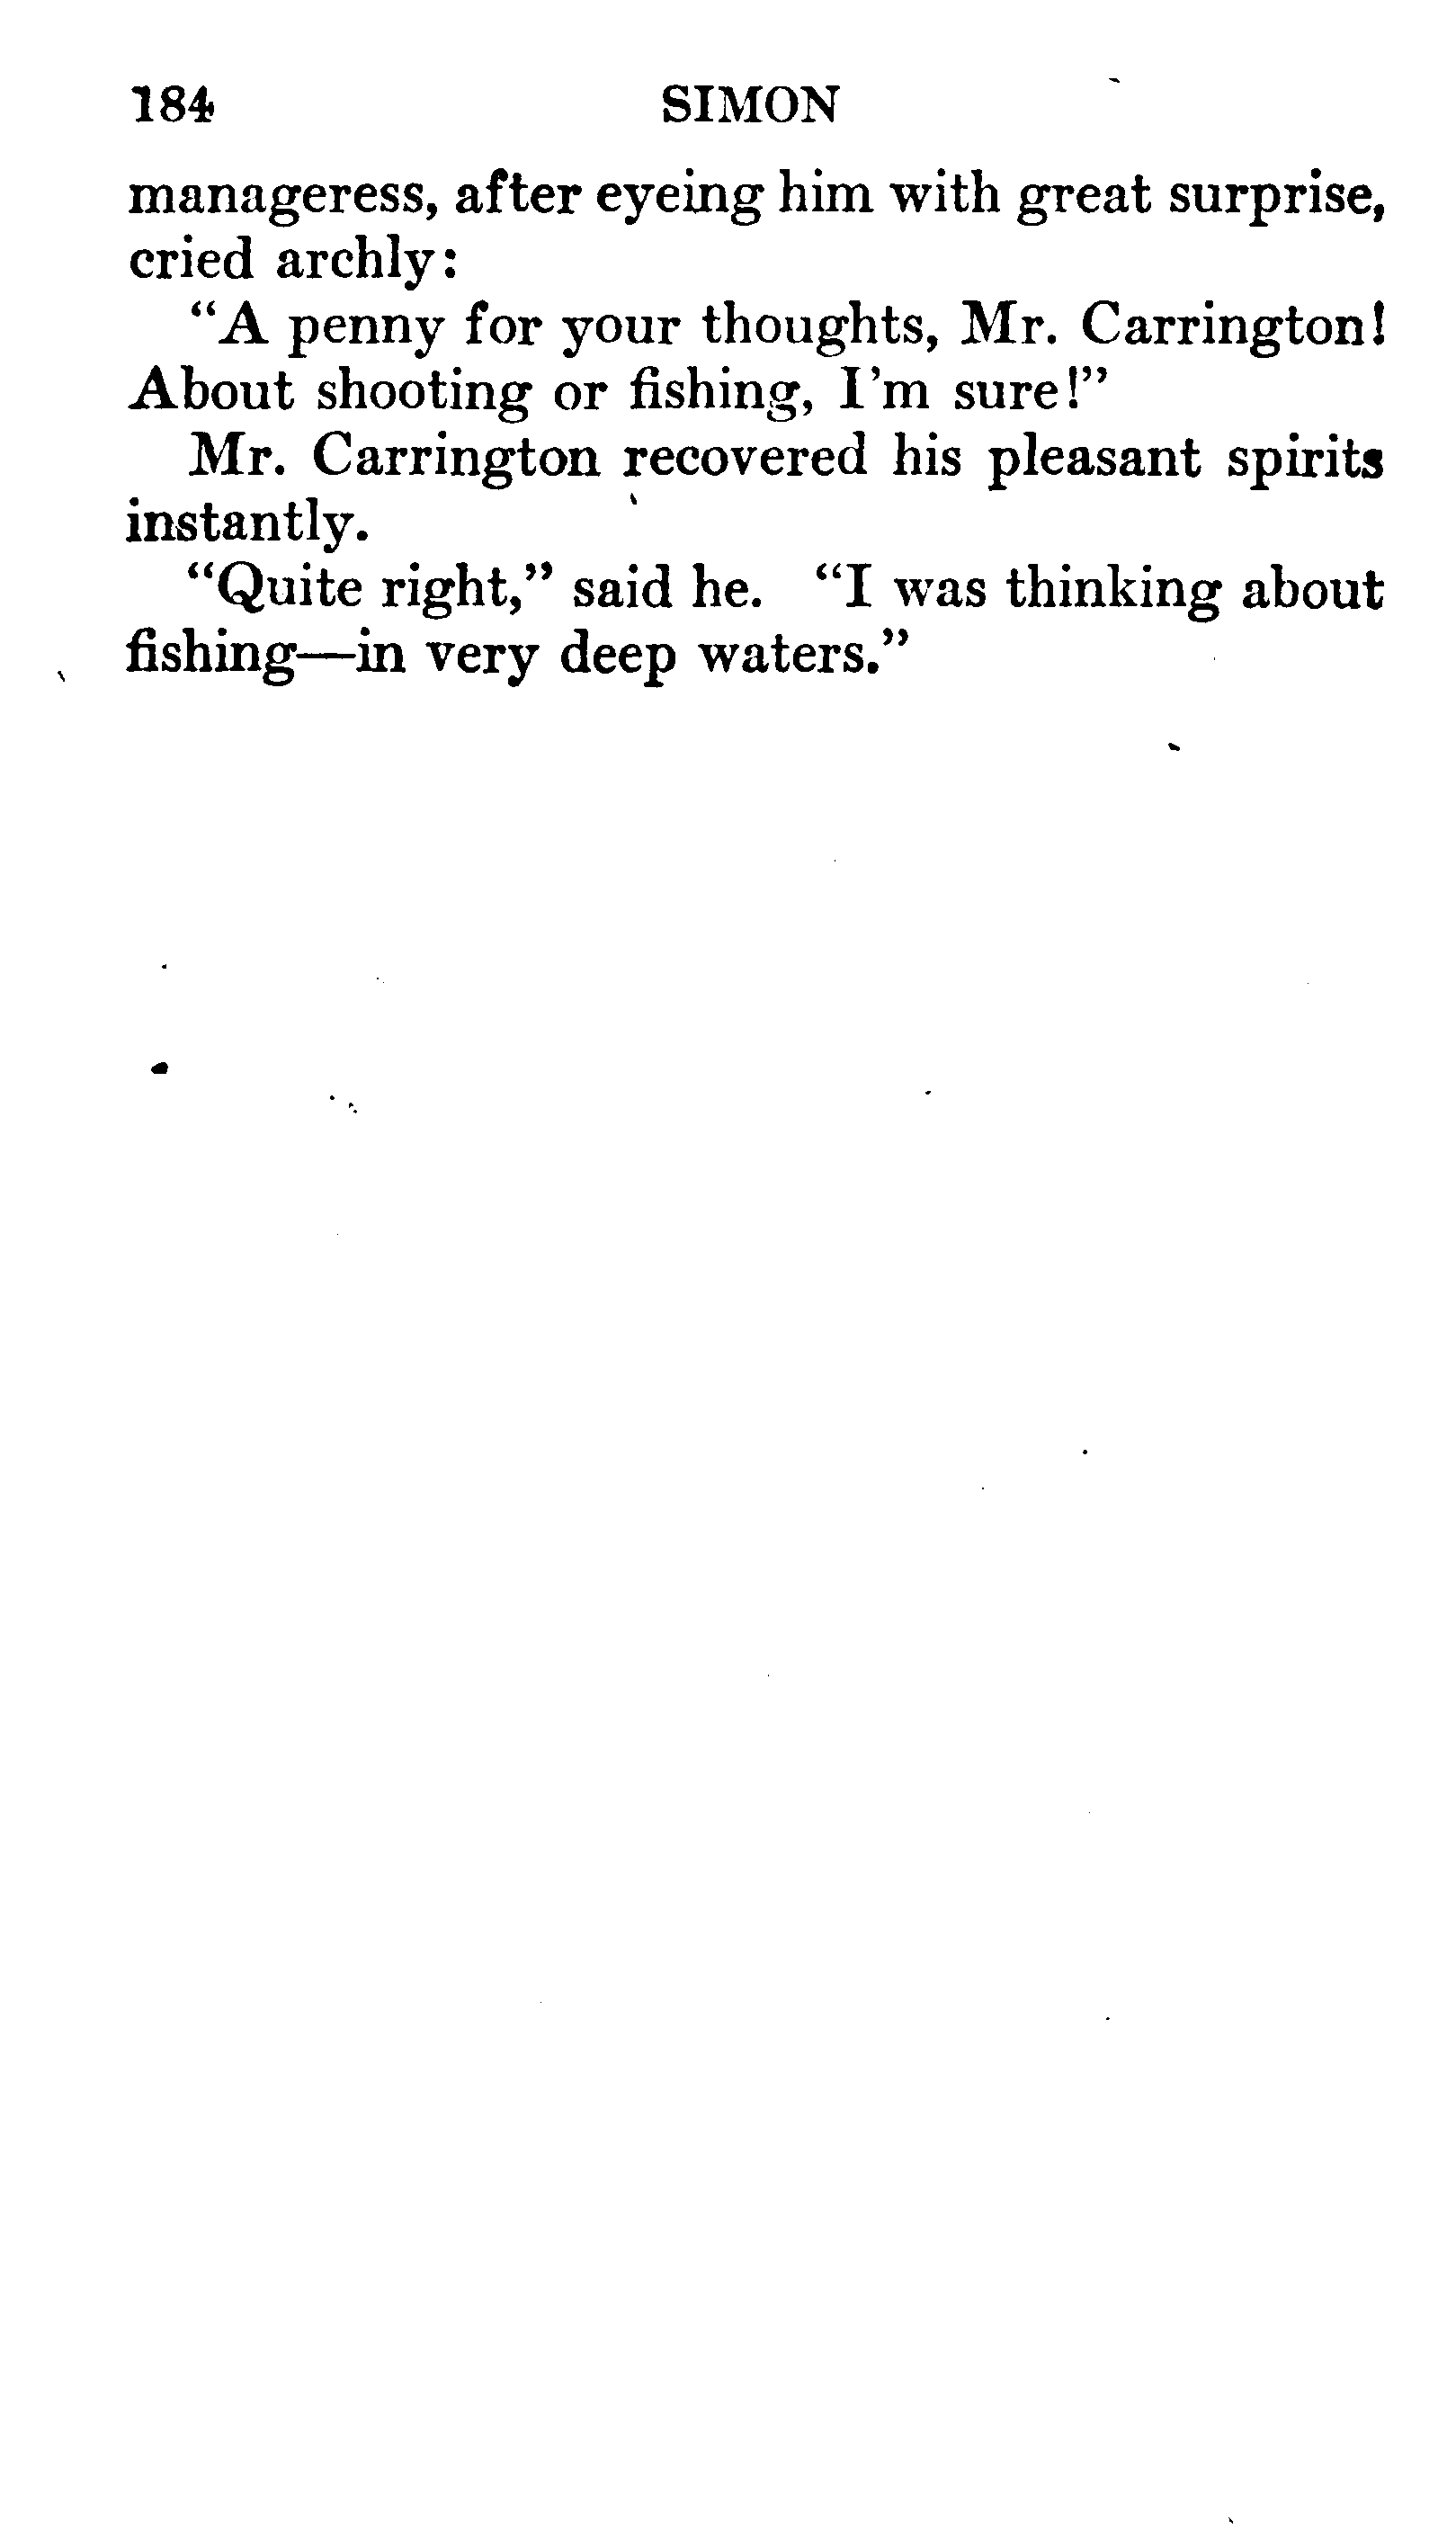 184 SIMON
manageress, after eyeing him with great surprise,
cried archly:
"A penny for your thoughts, Mr. Carrington!
About shooting or fishing, I'm sure!"
Mr. Carrington recovered his pleasant spirits
instantly.
"Quite right," said he. "I was thinking about
fishing—in very deep waters."